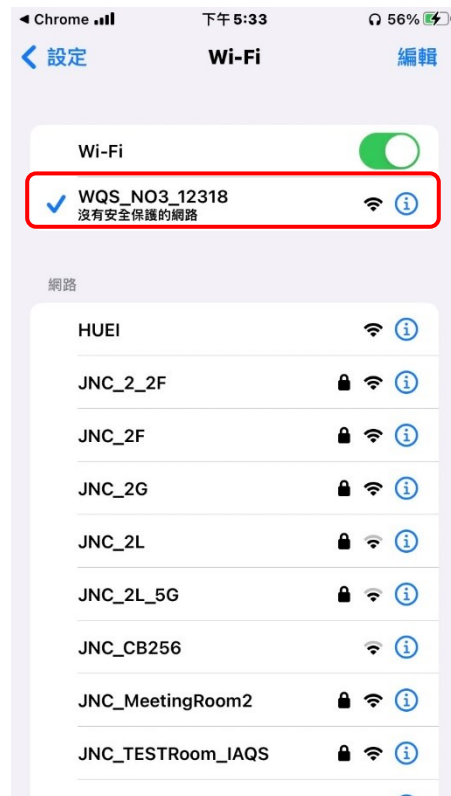 ◀ Chrome 下午5:33 56%
設定 Wi-Fi 編輯
Wi-Fi
WQS_NO3_12318
沒有安全保護的網路
網路
HUEI
JNC_2_2F
JNC_2F
JNC_2G
JNC_2L
JNC_2L_5G
JNC_CB256
JNC_MeetingRoom2
JNC_TESTRoom_IAQS